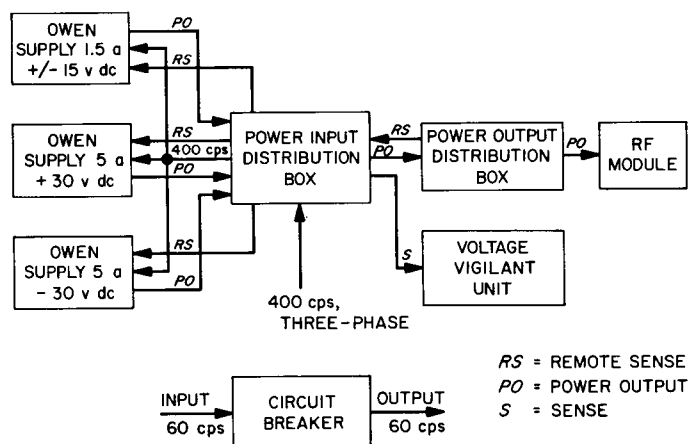 OWEN
SUPPLY 1.5 a
+/- 15 v dc
PO
RS
OWEN
SUPPLY 5 a
+ 30 v dc
RS
400 cps
PO
OWEN
SUPPLY 5 a
- 30 v dc
RS
PO
POWER INPUT
DISTRIBUTION
BOX
RS
PO
POWER OUTPUT
DISTRIBUTION
BOX
PO
RF
MODULE
S
VOLTAGE
VIGILANT
UNIT
400 cps,
THREE-PHASE
INPUT
60 cps
CIRCUIT
BREAKER
OUTPUT
60 cps
RS = REMOTE SENSE
PO = POWER OUTPUT
S = SENSE